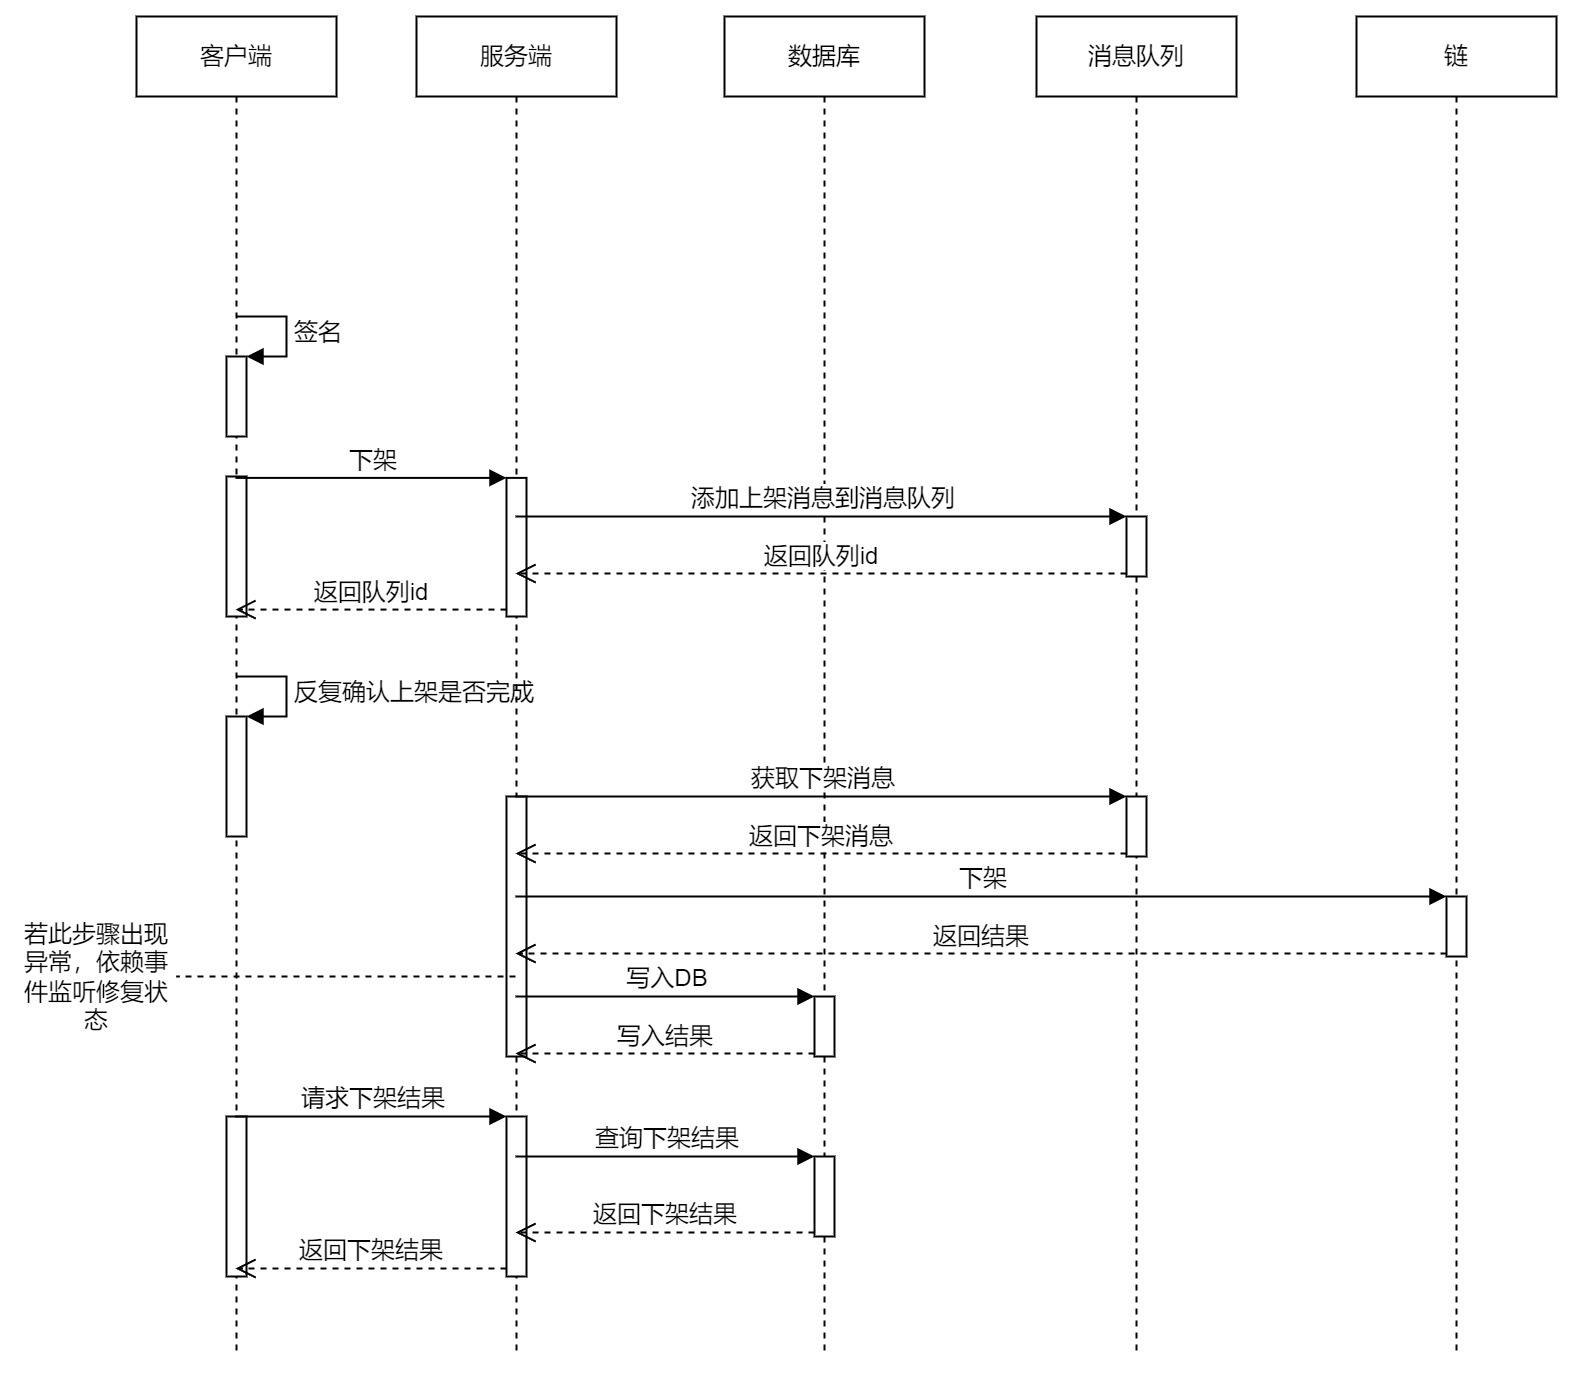 客户端
服务端
数据库
消息队列
链
签名
下架
添加上架消息到消息队列
返回队列id
返回队列id
反复确认上架是否完成
获取下架消息
返回下架消息
下架
若此步骤出现
异常，依赖事
件监听修复状
态
返回结果
写入DB
写入结果
请求下架结果
查询下架结果
返回下架结果
返回下架结果